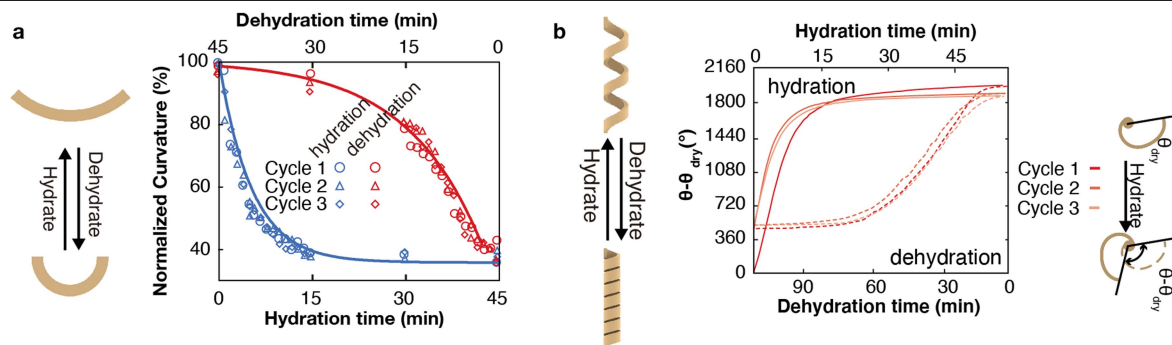 a
Dehydration time (min)
45 30 15 0
Normalized Curvature (%)
100
80
60
40
hydration
dehydration
Cycle 1
Cycle 2
Cycle 3
0 15 30 45
Hydration time (min)
Hydrate
Dehydrate
b
Hydration time (min)
0 15 30 45
θ-θdry(°)
2160
1800
1440
1080
720
360
0
hydration
dehydration
90 60 30 0
Dehydration time (min)
Hydrate
Dehydrate
Cycle 1
Cycle 2
Cycle 3
θdry
Hydrate
θ-θdry